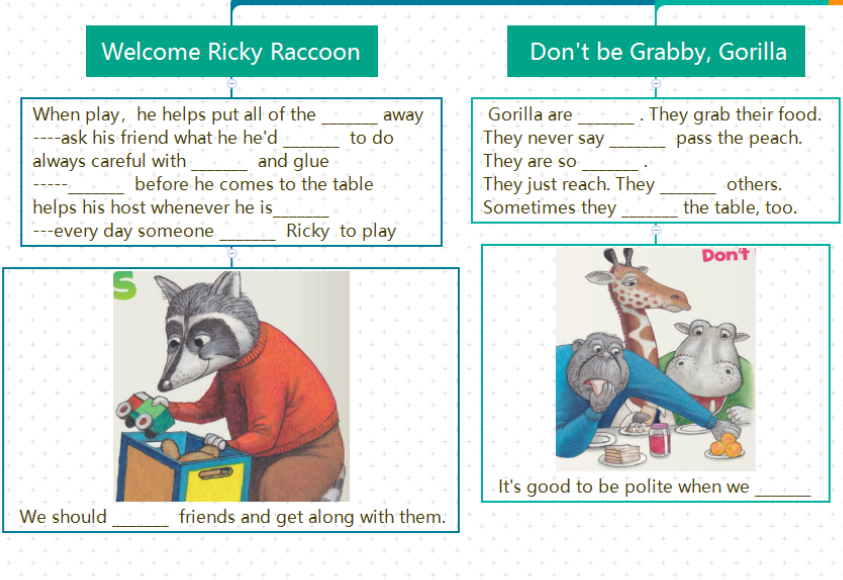 Welcome Ricky Raccoon
When play, he helps put all of the ______ away
----ask his friend what he he'd ______ to do
always careful with ______ and glue
-----______ before he comes to the table
helps his host whenever he is______
---every day someone ______ Ricky to play
S
We should ______ friends and get along with them.
Don't be Grabby, Gorilla
Gorilla are ______ . They grab their food.
They never say ______ pass the peach.
They are so ______ .
They just reach. They ______ others.
Sometimes they ______ the table, too.
Don't
It's good to be polite when we ______